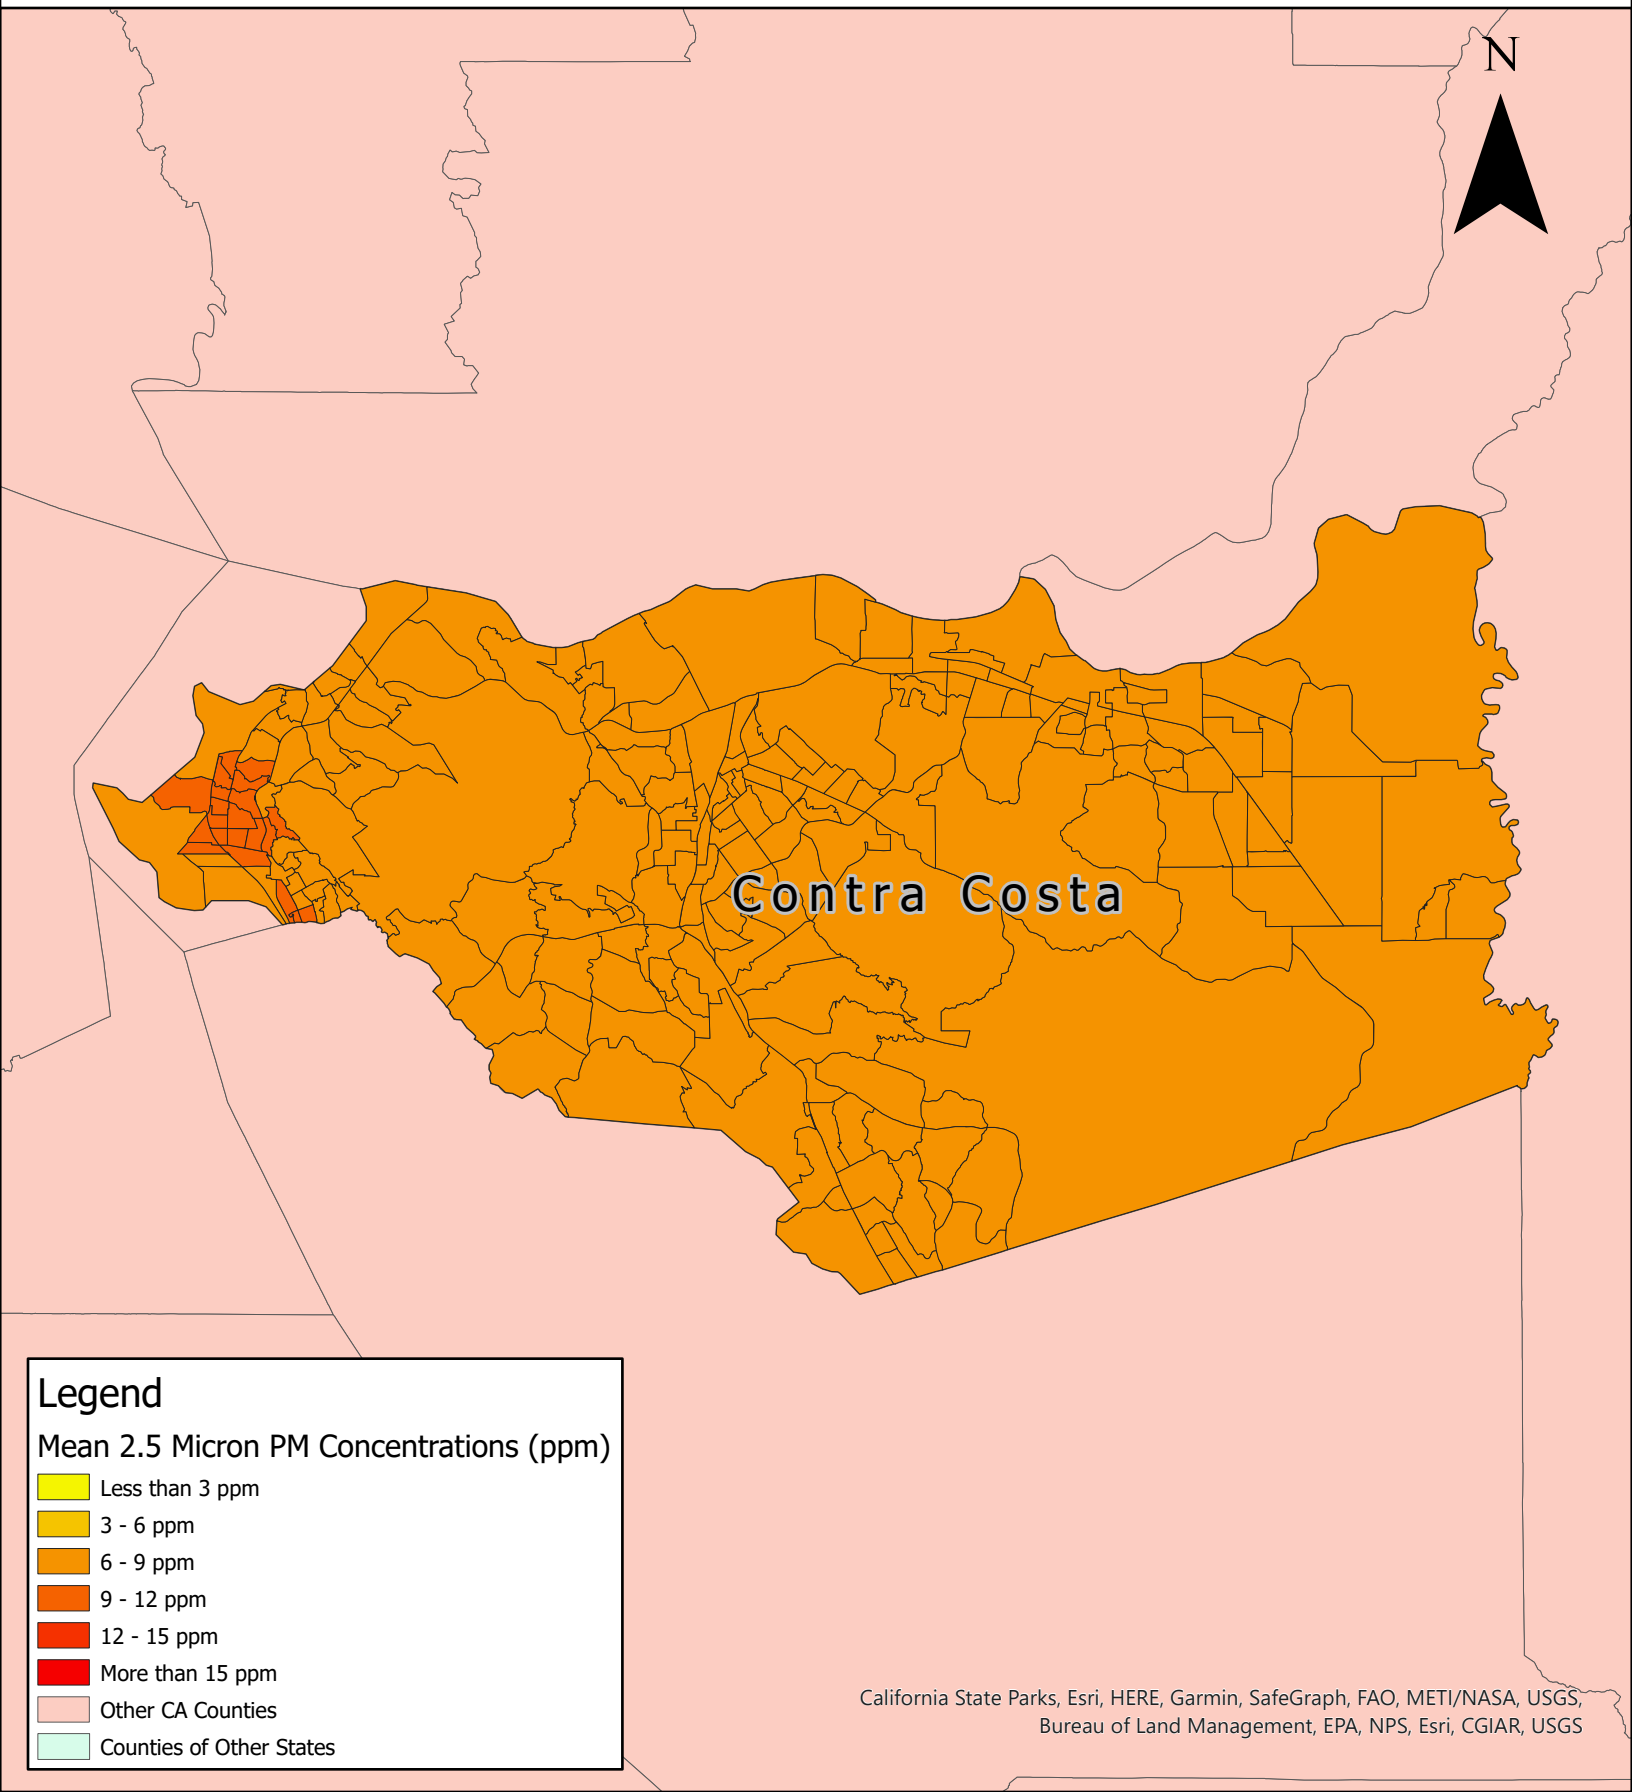 N
Contra Costa
Legend
Mean 2.5 Micron PM Concentrations (ppm)
Less than 3 ppm
3 - 6 ppm
6 - 9 ppm
9 - 12 ppm
12 - 15 ppm
More than 15 ppm
Other CA Counties
Counties of Other States
California State Parks, Esri, HERE, Garmin, SafeGraph, FAO, METI/NASA, USGS,
Bureau of Land Management, EPA, NPS, Esri, CGIAR, USGS